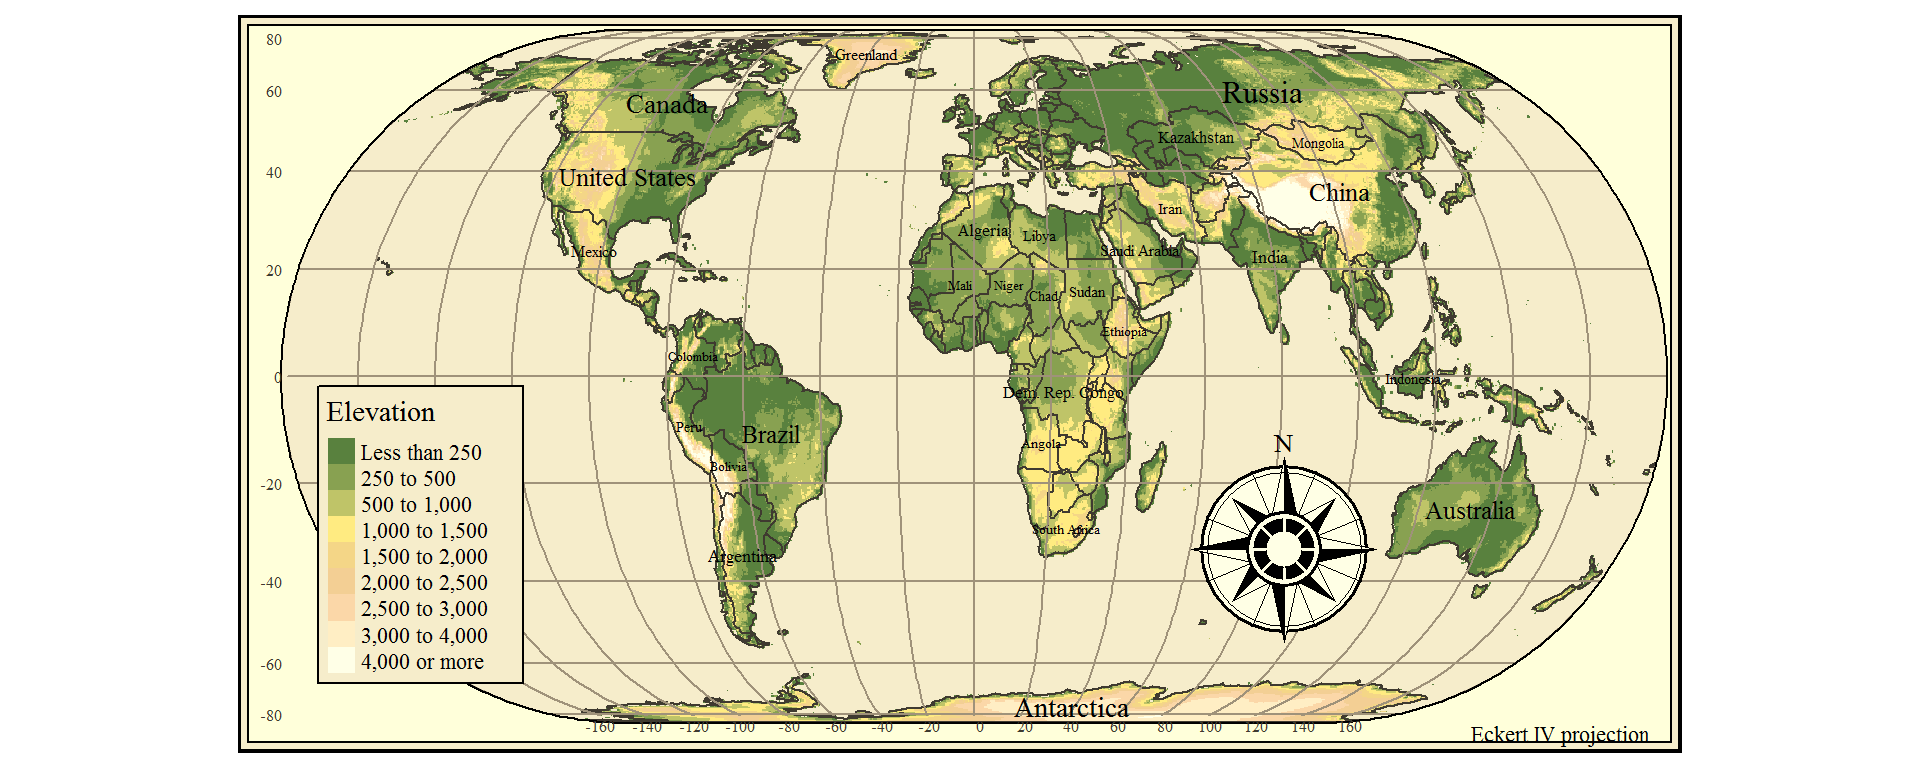 80
60
40
20
0
-20
-40
-60
-80
Greenland
Canada
Russia
Kazakhstan
Mongolia
United States
China
Iran
Mexico
Algeria
Libya
Saudi Arabia
India
Mali
Niger
Chad
Sudan
Ethiopia
Colombia
Indonesia
Dem. Rep. Congo
Peru
Brazil
Angola
Bolivia
Australia
South Africa
Argentina
Antarctica
N
Elevation
Less than 250
250 to 500
500 to 1,000
1,000 to 1,500
1,500 to 2,000
2,000 to 2,500
2,500 to 3,000
3,000 to 4,000
4,000 or more
-160 -140 -120 -100 -80 -60 -40 -20 0 20 40 60 80 100 120 140 160
Eckert IV projection